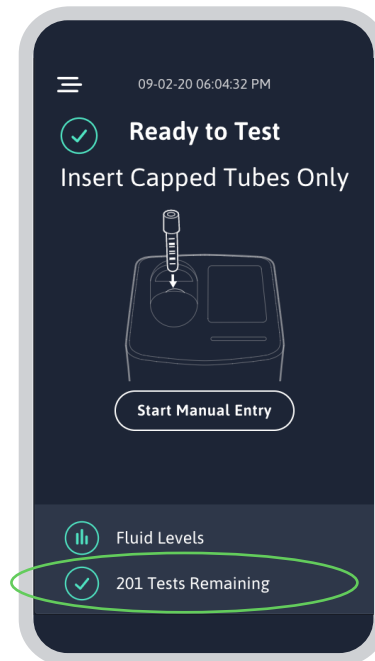 09-02-20 06:04:32 PM
Ready to Test
Insert Capped Tubes Only
Start Manual Entry
Fluid Levels
201 Tests Remaining